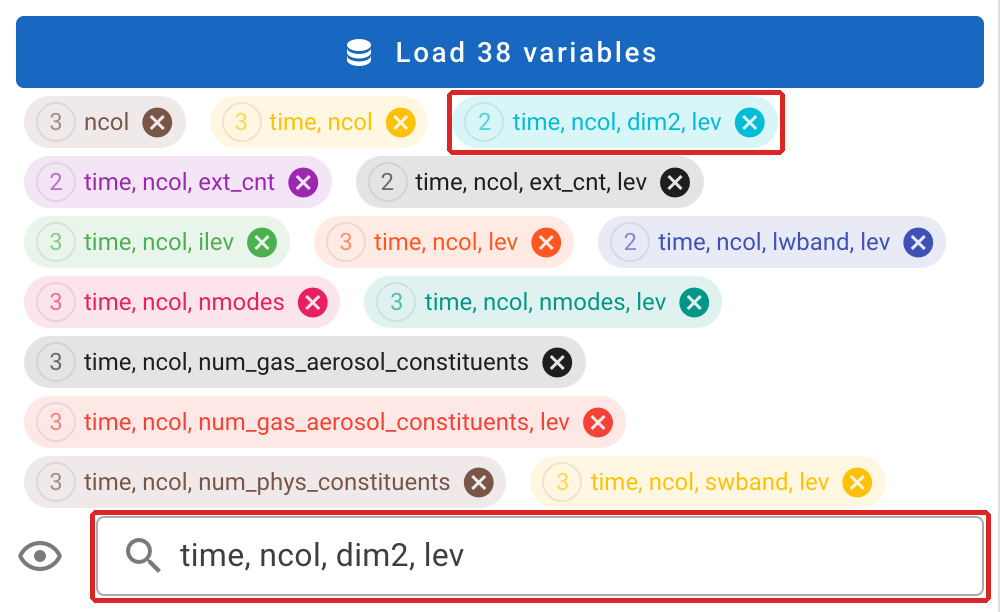 Load 38 variables
3 ncol 3 time, ncol 2 time, ncol, dim2, lev
2 time, ncol, ext_cnt 2 time, ncol, ext_cnt, lev
3 time, ncol, ilev 3 time, ncol, lev 2 time, ncol, lwband, lev
3 time, ncol, nmodes 3 time, ncol, nmodes, lev
3 time, ncol, num_gas_aerosol_constituents
3 time, ncol, num_gas_aerosol_constituents, lev
3 time, ncol, num_phys_constituents 3 time, ncol, swband, lev
time, ncol, dim2, lev